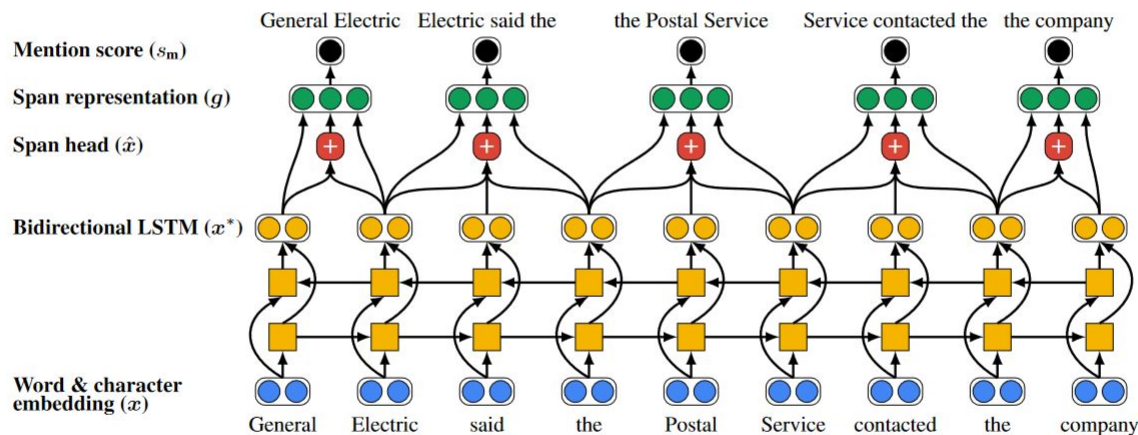 General Electric Electric said the the Postal Service Service contacted the the company
Mention score (sₘ)
Span representation (g)
Span head (x̂)
Bidirectional LSTM (x*)
Word & character
embedding (x)
General Electric said the Postal Service contacted the company